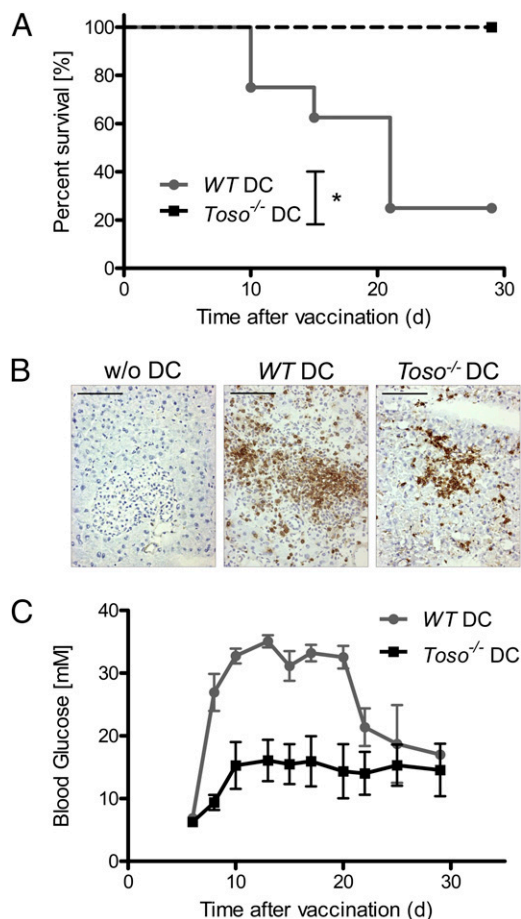 A
Percent survival [%]
100
80
60
40
20
0
WT DC
Toso-/- DC
*
0 10 20 30
Time after vaccination (d)
B
w/o DC WT DC Toso-/- DC
C
Blood Glucose [mM]
40
30
20
10
0
WT DC
Toso-/- DC
0 10 20 30
Time after vaccination (d)